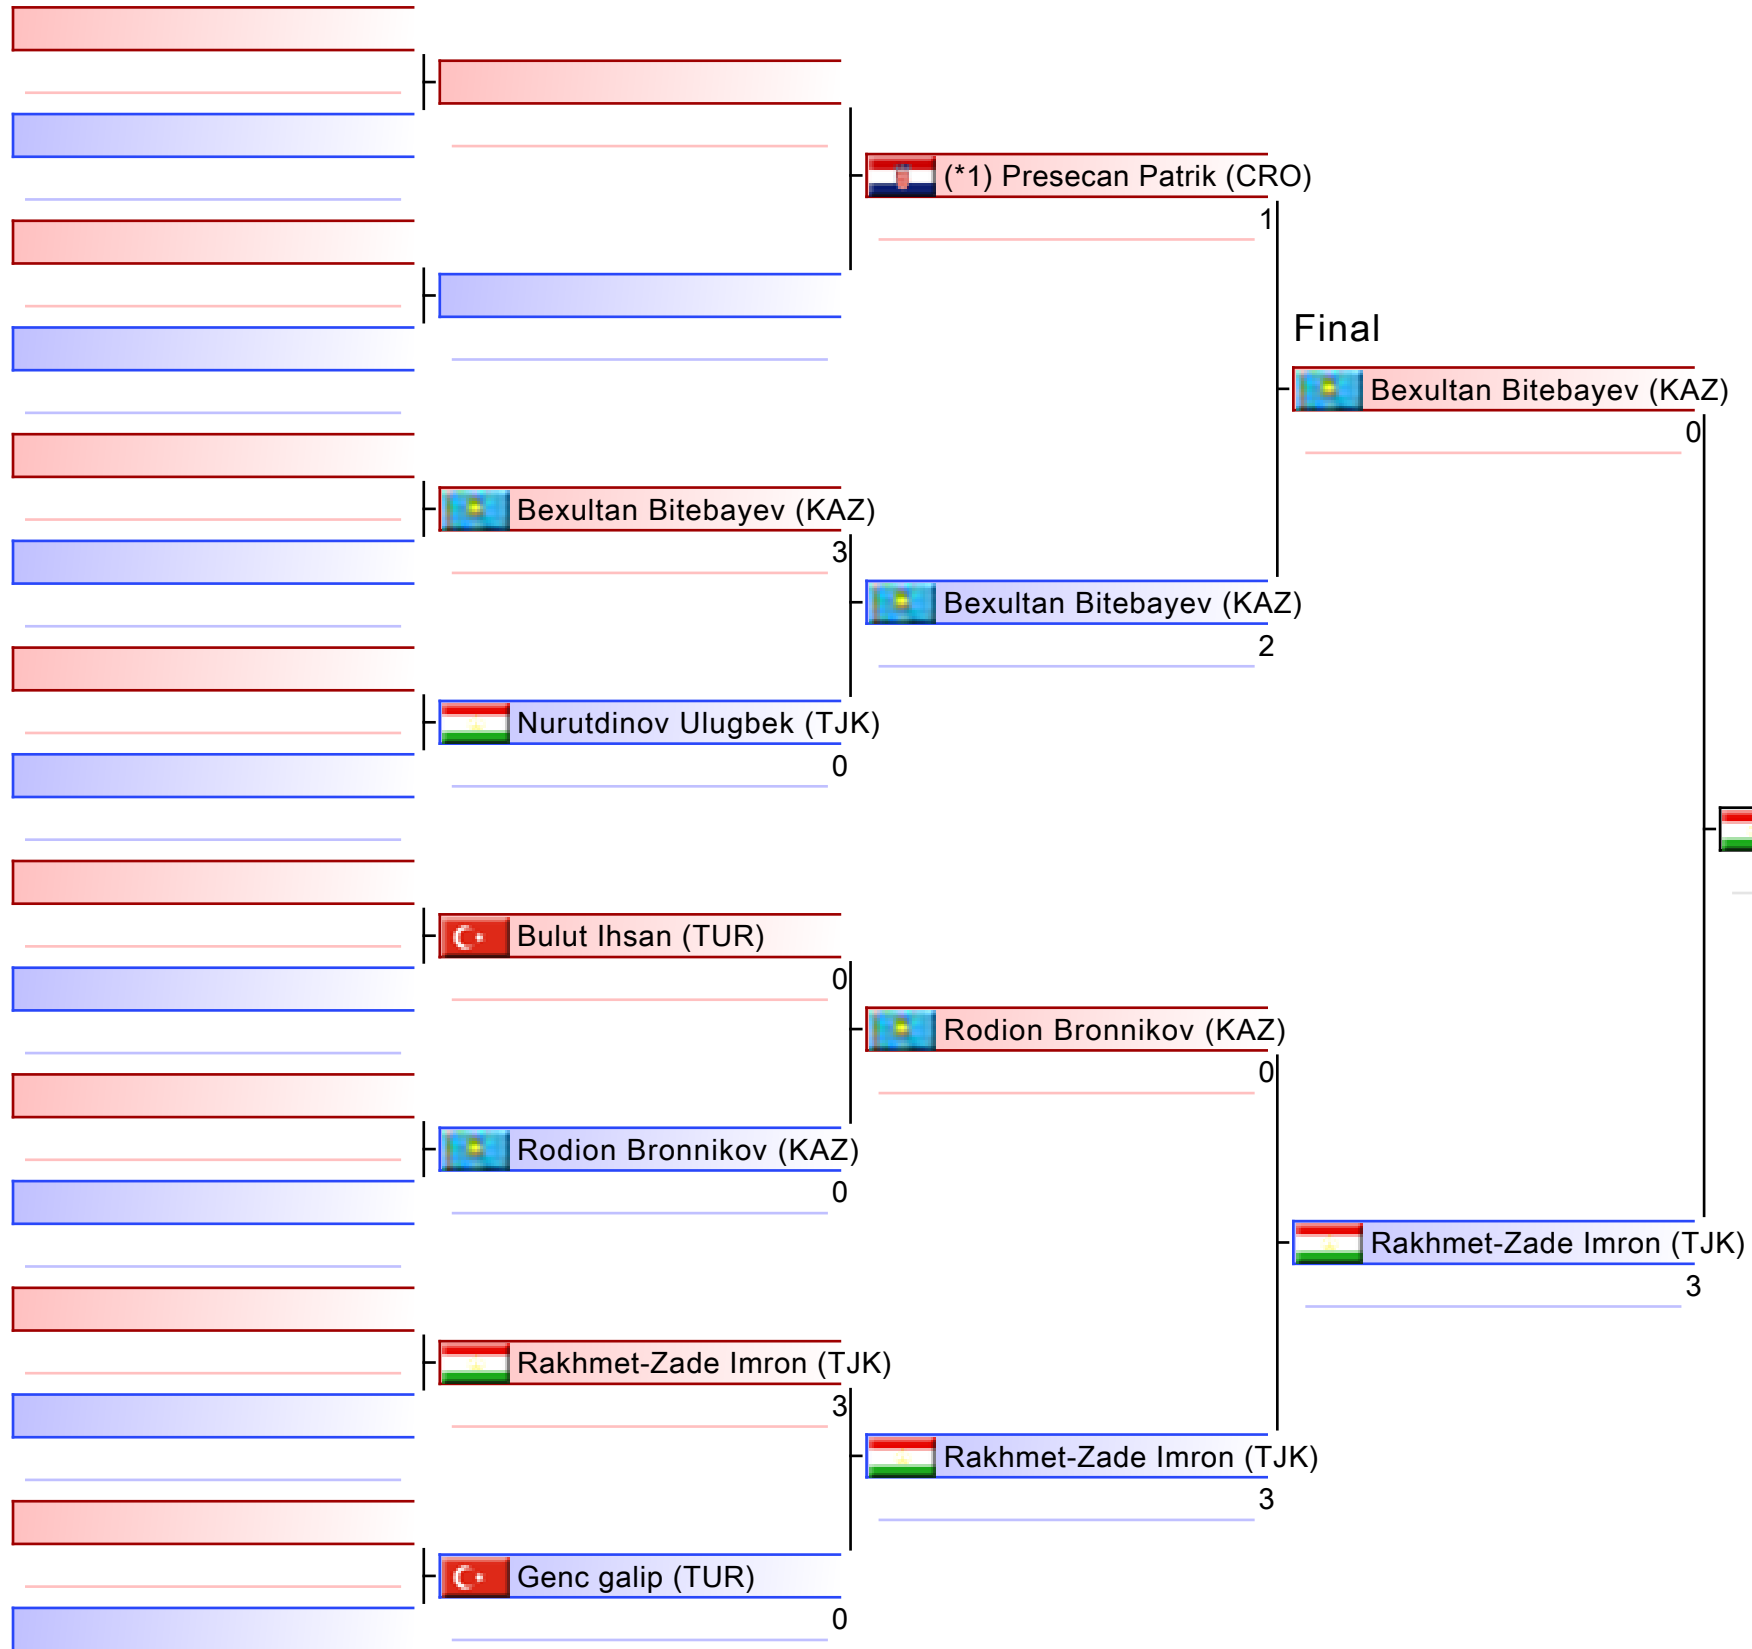 (*1) Presecan Patrik (CRO)
1
Final
Bexultan Bitebayev (KAZ)
0
Bexultan Bitebayev (KAZ)
3
Bexultan Bitebayev (KAZ)
2
Nurutdinov Ulugbek (TJK)
0
Bulut Ihsan (TUR)
0
Rodion Bronnikov (KAZ)
0
Rodion Bronnikov (KAZ)
0
Rakhmet-Zade Imron (TJK)
3
Rakhmet-Zade Imron (TJK)
3
Rakhmet-Zade Imron (TJK)
3
Genc galip (TUR)
0